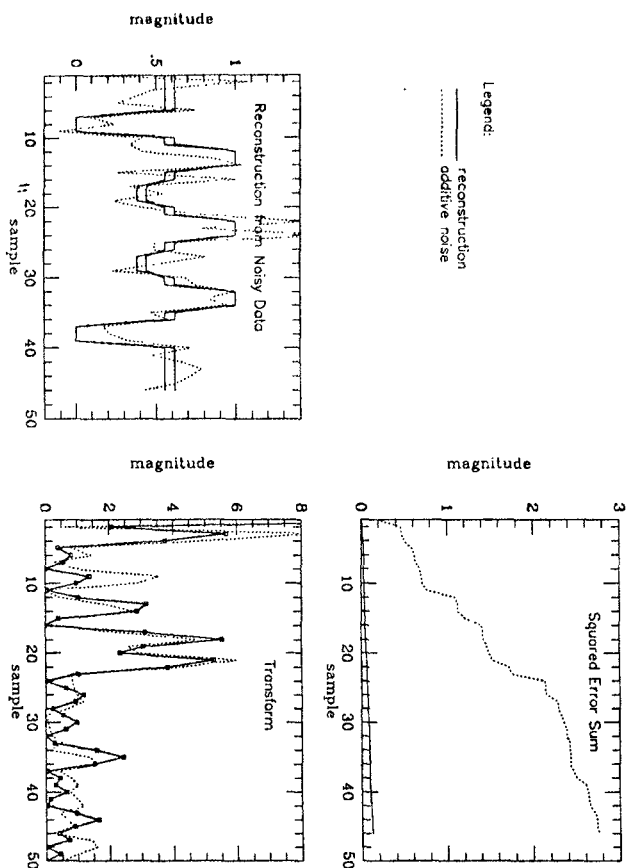 Legend:
reconstruction
additive noise
magnitude
.5
1
Reconstruction from Noisy Data
10
20
30
40
50
sample
magnitude
0
1
2
3
Squared Error Sum
10
20
30
40
50
sample
magnitude
0
2
4
6
8
Transform
10
20
30
40
50
sample